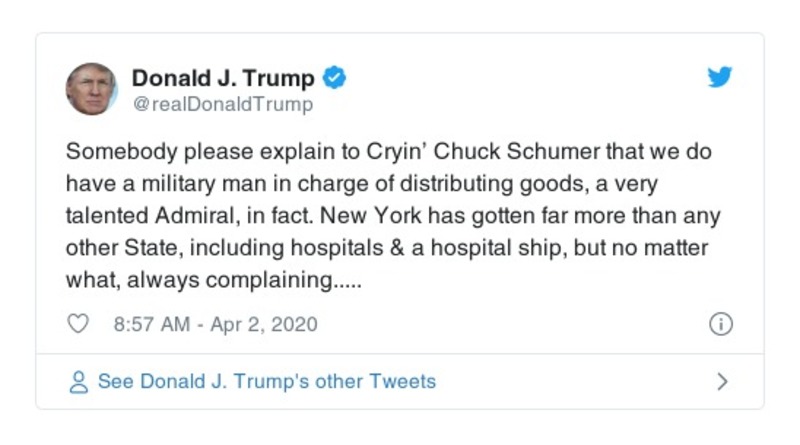 Donald J. Trump
@realDonaldTrump
Somebody please explain to Cryin’ Chuck Schumer that we do
have a military man in charge of distributing goods, a very
talented Admiral, in fact. New York has gotten far more than any
other State, including hospitals & a hospital ship, but no matter
what, always complaining.....
8:57 AM - Apr 2, 2020
See Donald J. Trump's other Tweets